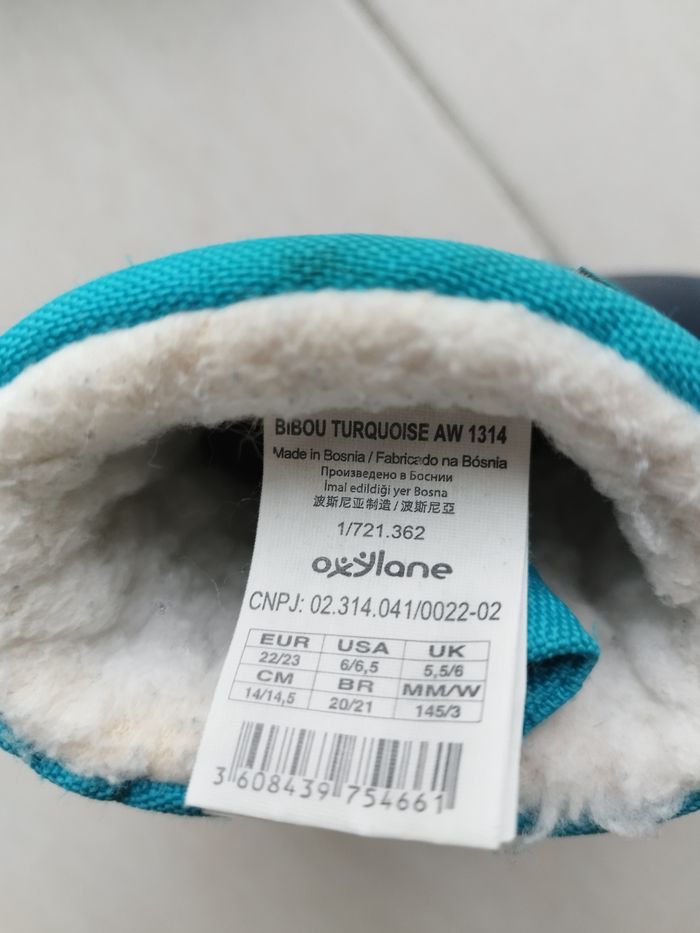 BIBOU TURQUOISE AW 1314
Made in Bosnia / Fabricado na Bósnia
Произведено в Боснии
İmal edildiği yer Bosna
波斯尼亚制造 / 波斯尼亞
1/721.362
oxylane
CNPJ: 02.314.041/0022-02
EUR USA UK
22/23 6/6,5 5,5/6
CM BR MM/W
14/14,5 20/21 145/3
3 608439 754661